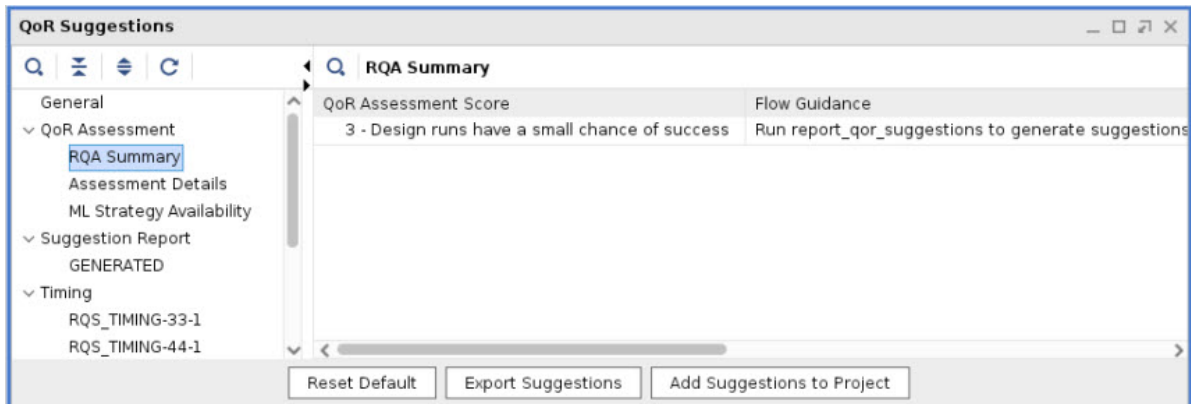 QoR Suggestions
RQA Summary
General
QoR Assessment
RQA Summary
Assessment Details
ML Strategy Availability
Suggestion Report
GENERATED
Timing
RQS_TIMING-33-1
RQS_TIMING-44-1
QoR Assessment Score Flow Guidance
3 - Design runs have a small chance of success Run report_qor_suggestions to generate suggestions
Reset Default Export Suggestions Add Suggestions to Project